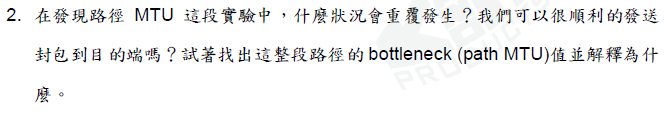 2. 在發現路徑 MTU 這段實驗中，什麼狀況會重覆發生？我們可以很順利的發送
封包到目的端嗎？試著找出這整段路徑的 bottleneck (path MTU)值並解釋為什
麼。